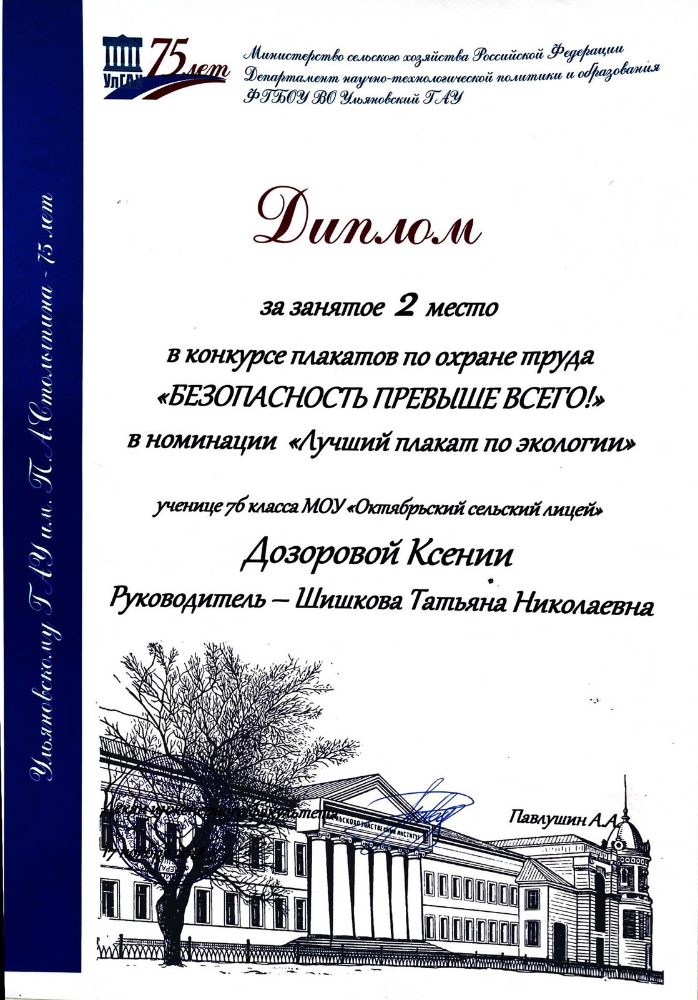 УлГАУ 75 лет
Министерство сельского хозяйства Российской Федерации
Департамент научно-технологической политики и образования
ФГБОУ ВО Ульяновский ГАУ
Ульяновскому ГАУ им. П.А.Столыпина - 75 лет
Диплом
за занятое 2 место
в конкурсе плакатов по охране труда
«БЕЗОПАСНОСТЬ ПРЕВЫШЕ ВСЕГО!»
в номинации «Лучший плакат по экологии»
ученице 7б класса МОУ «Октябрьский сельский лицей»
Дозоровой Ксении
Руководитель – Шишкова Татьяна Николаевна
Декан инженерного факультета
Павлушин А.А.
СЕЛЬСКОХОЗЯЙСТВЕННЫЙ ИНСТИТУТ
17 ноября